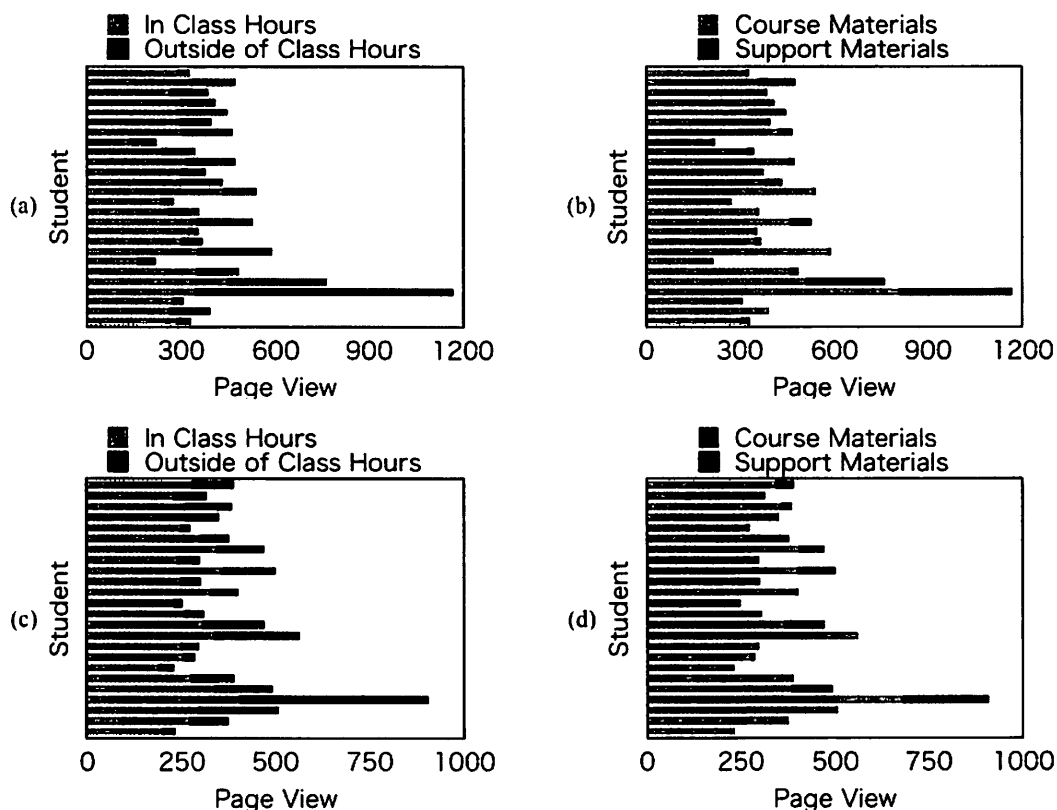 In Class Hours
Outside of Class Hours
(a)
Student
0 300 600 900 1200
Page View
Course Materials
Support Materials
(b)
Student
0 300 600 900 1200
Page View
In Class Hours
Outside of Class Hours
(c)
Student
0 250 500 750 1000
Page View
Course Materials
Support Materials
(d)
Student
0 250 500 750 1000
Page View